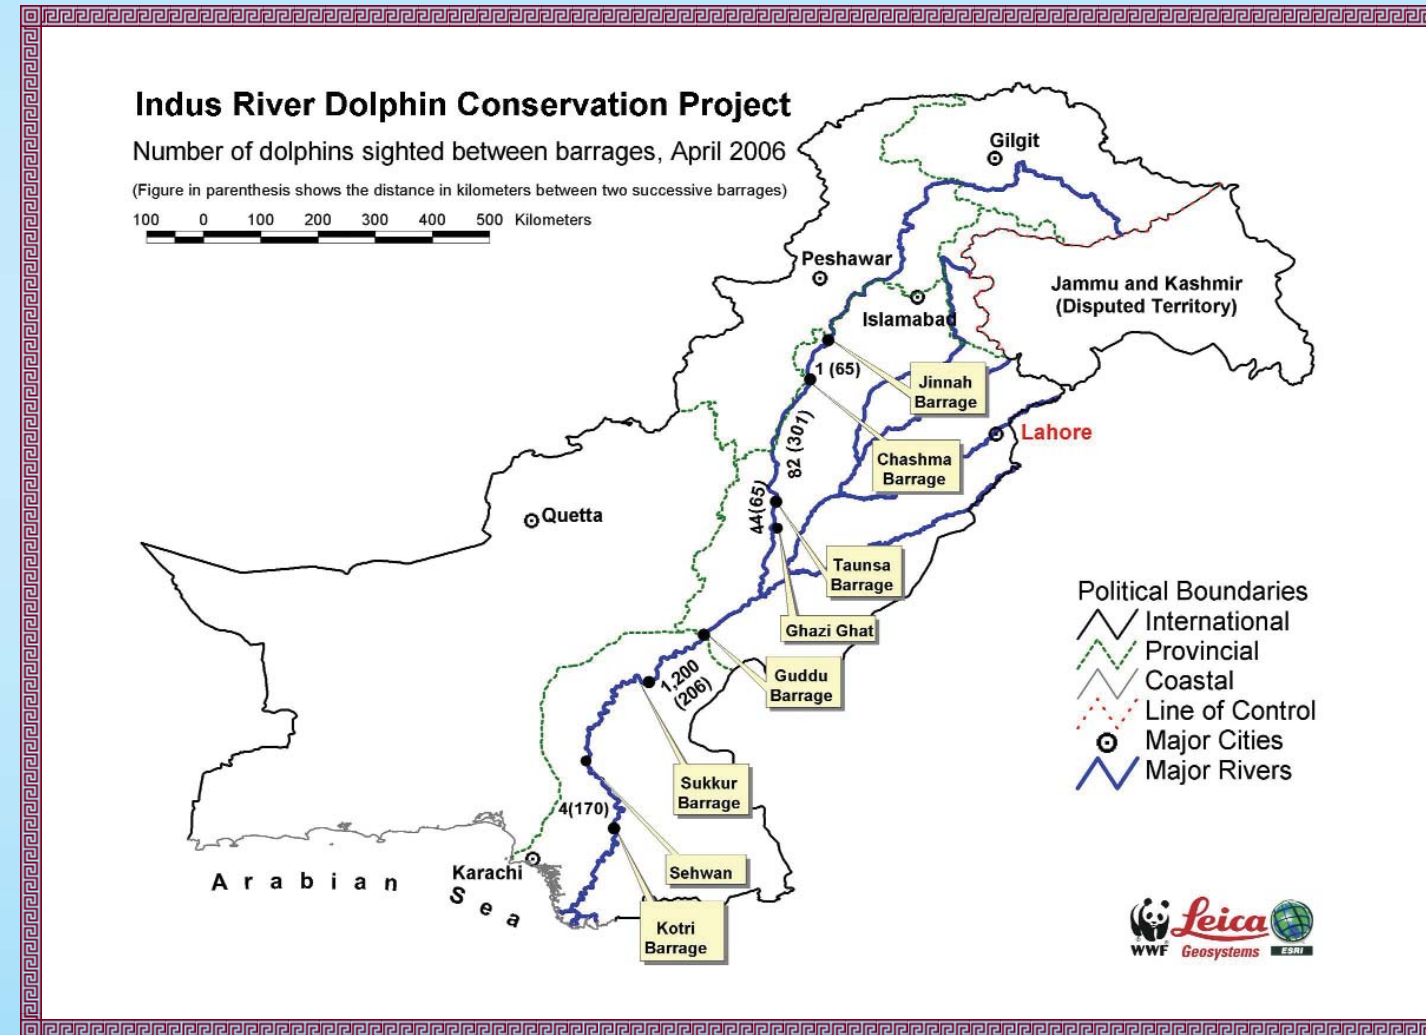 Indus River Dolphin Conservation Project
Number of dolphins sighted between barrages, April 2006
(Figure in parenthesis shows the distance in kilometers between two successive barrages)
100 0 100 200 300 400 500 Kilometers
Gilgit
Peshawar
Islamabad
Jammu and Kashmir
(Disputed Territory)
1 (65)
Jinnah
Barrage
Lahore
82 (301)
Chashma
Barrage
44(65)
Quetta
Taunsa
Barrage
Ghazi Ghat
Guddu
Barrage
1,200
(206)
Sukkur
Barrage
4(170)
Sehwan
Karachi
Arabian
Sea
Kotri
Barrage
Political Boundaries
International
Provincial
Coastal
Line of Control
Major Cities
Major Rivers
WWF
Leica
Geosystems
ESRI